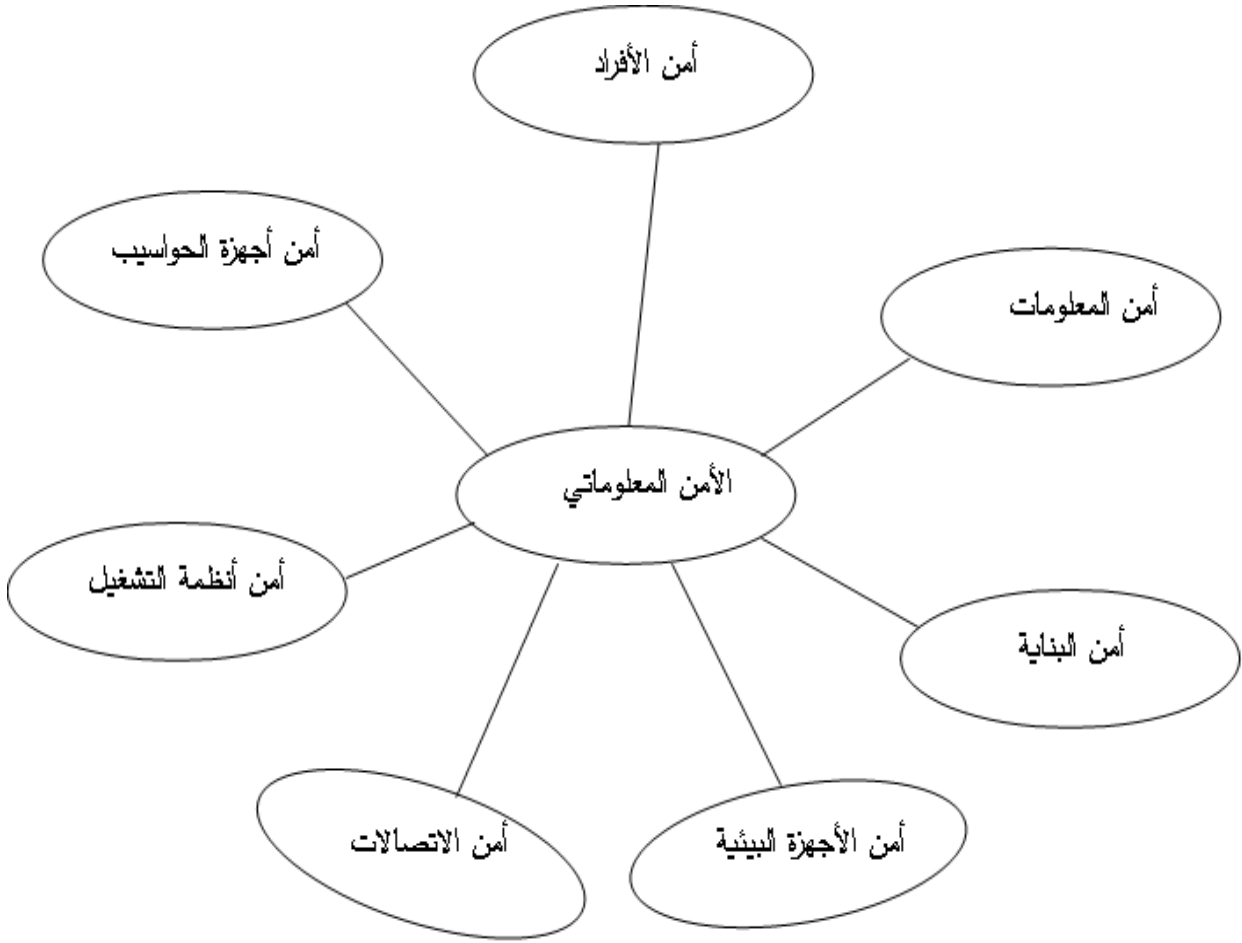 أمن الأفراد
أمن أجهزة الحواسيب
أمن المعلومات
الأمن المعلوماتي
أمن أنظمة التشغيل
أمن البناية
أمن الاتصالات
أمن الأجهزة البيئية